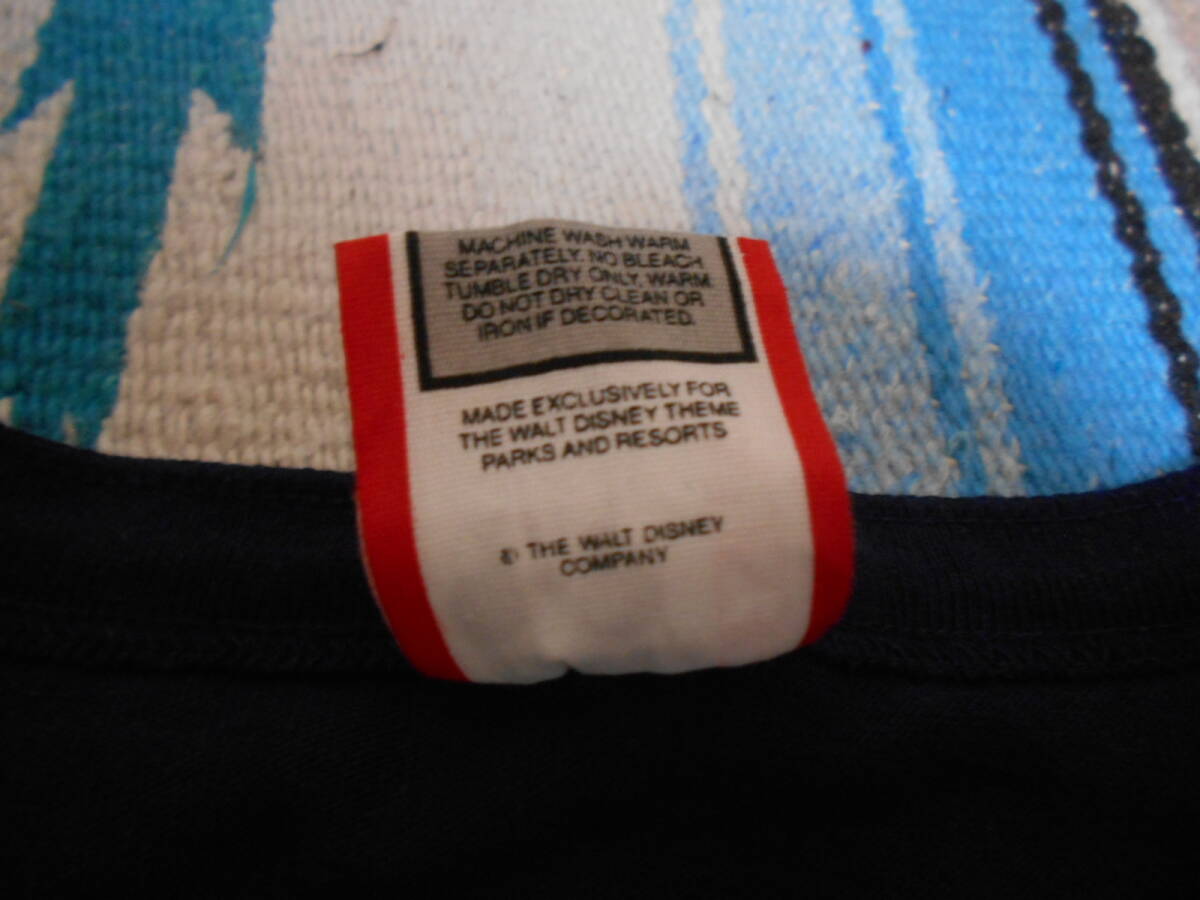 MACHINE WASH WARM
SEPARATELY. NO BLEACH.
TUMBLE DRY ONLY. WARM.
DO NOT DRY CLEAN OR
IRON IF DECORATED.
MADE EXCLUSIVELY FOR
THE WALT DISNEY THEME
PARKS AND RESORTS
© THE WALT DISNEY
COMPANY